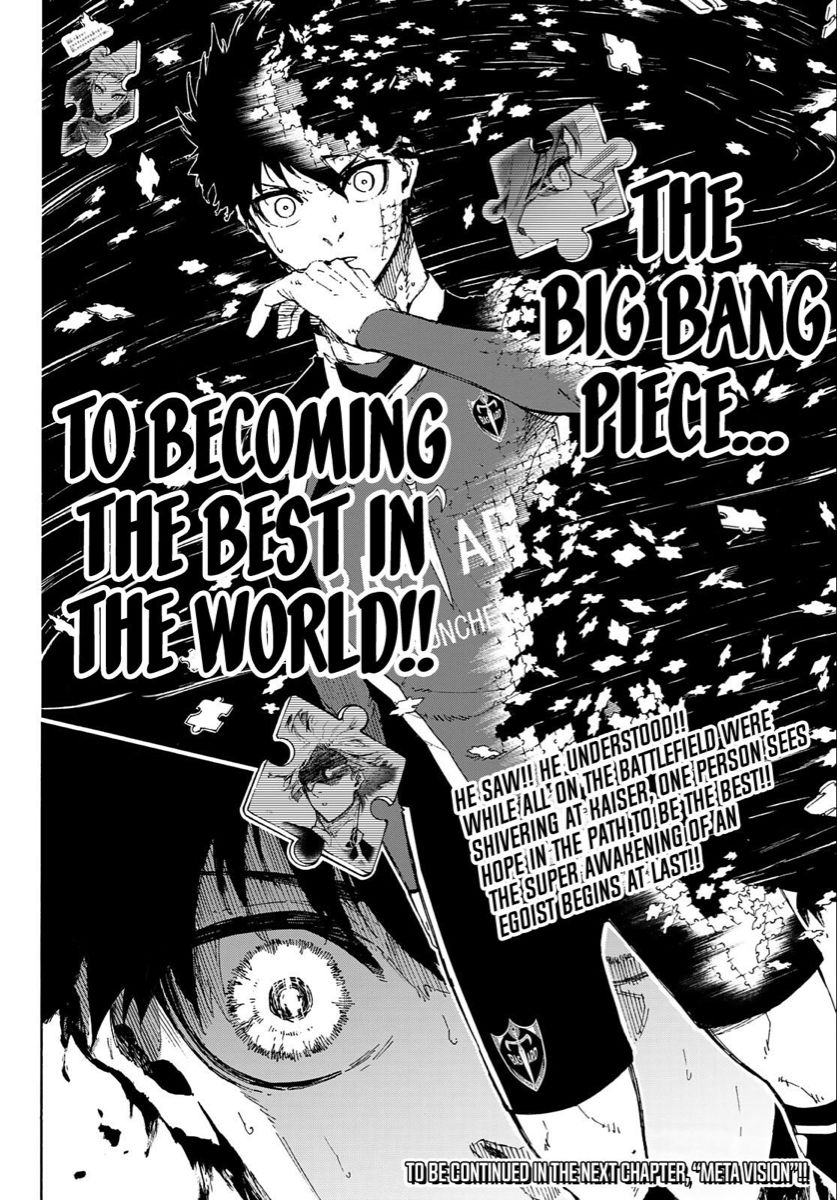 THE
BIG BANG
PIECE...
TO BECOMING
THE BEST IN
THE WORLD!!
HE SAW!! HE UNDERSTOOD!!
WHILE ALL ON THE BATTLEFIELD WERE
SHIVERING AT KAISER, ONE PERSON SEES
HOPE IN THE PATH TO BE THE BEST!!
THE SUPER AWAKENING OF AN
EGOIST BEGINS AT LAST!!
TO BE CONTINUED IN THE NEXT CHAPTER, “META VISION”!!